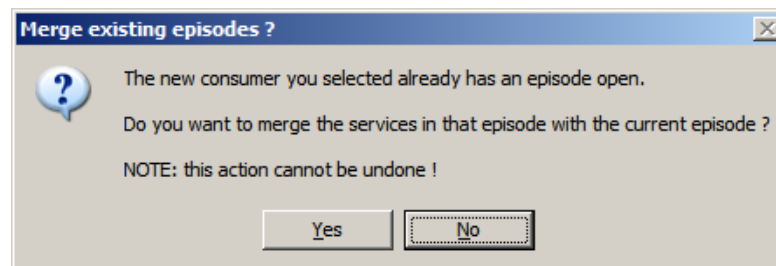 Merge existing episodes ?
The new consumer you selected already has an episode open.
Do you want to merge the services in that episode with the current episode ?
NOTE: this action cannot be undone !
Yes No